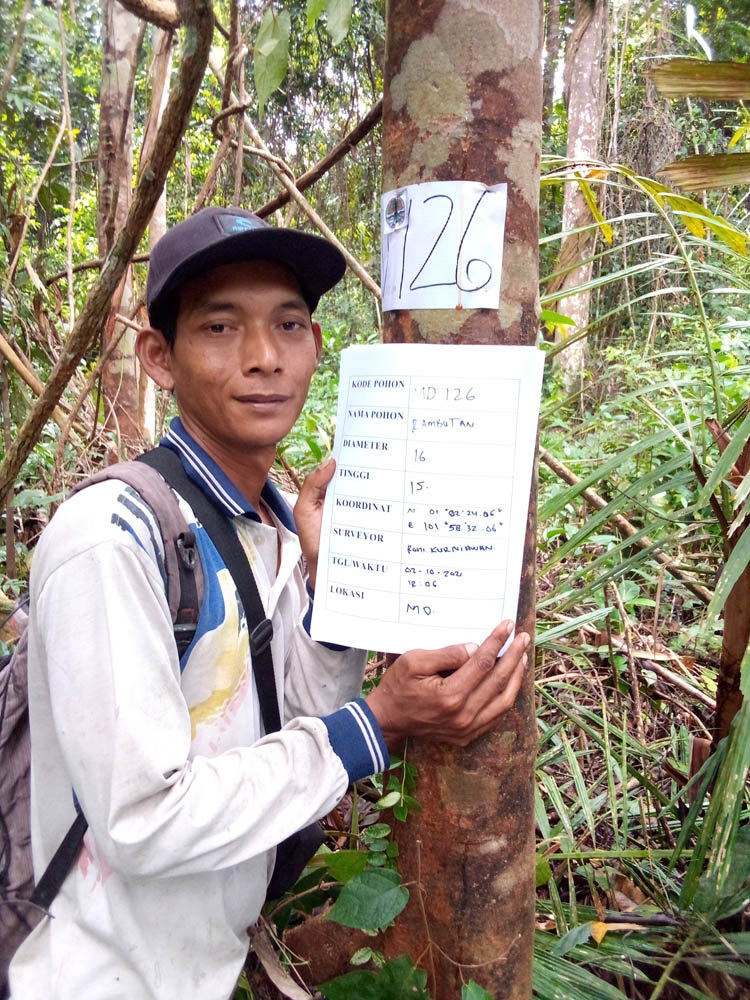 126
KODE POHON MD 126
NAMA POHON RAMBUTAN
DIAMETER 16
TINGGI 15.
KOORDINAT N 01 °02'24.06"
E 101 °58'32.06"
SURVEYOR Roni KURNIAWAN
TGL/WAKTU 02-10-2021
12:06
LOKASI MD.